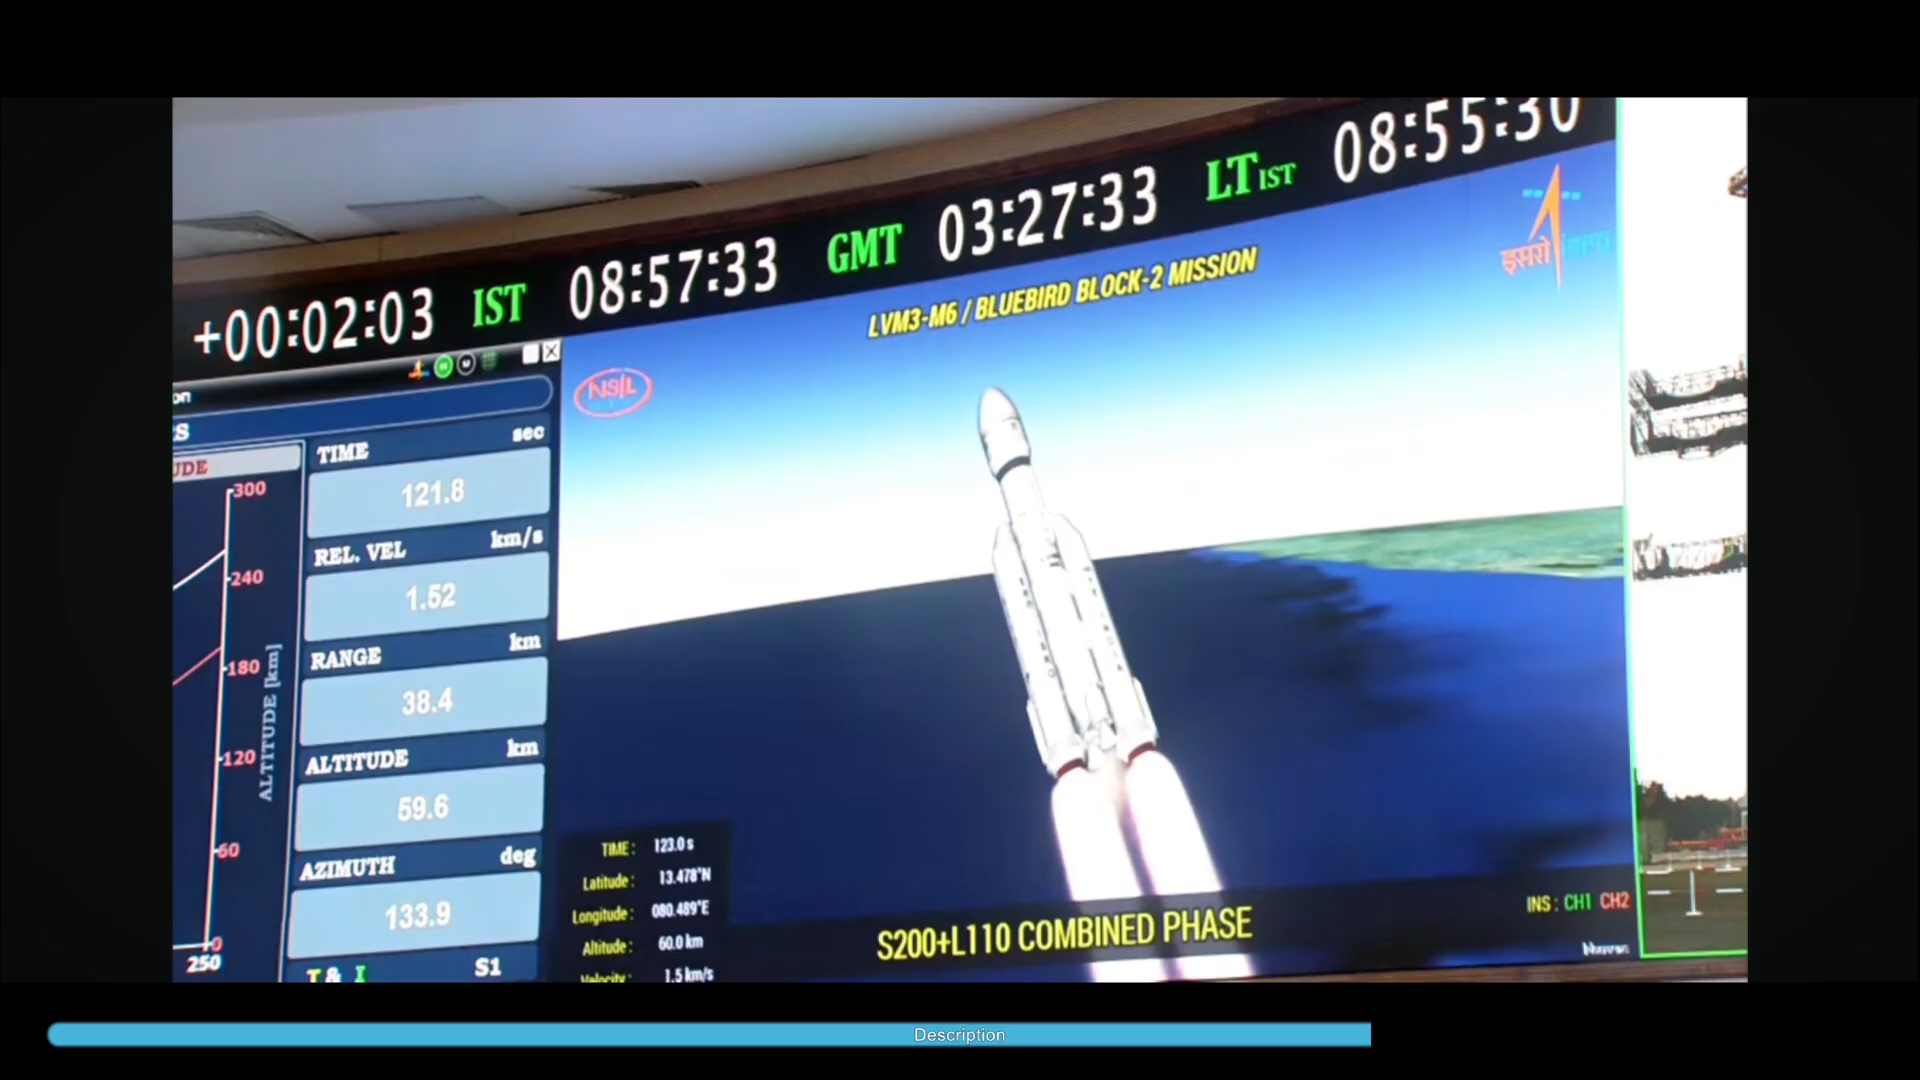 +00:02:03 IST 08:57:33 GMT 03:27:33 LT IST 08:55:30
LVM3-M6 / BLUEBIRD BLOCK-2 MISSION
इसरो isro
NSIL
TIME sec
121.8
REL. VEL km/s
1.52
RANGE km
38.4
ALTITUDE km
59.6
AZIMUTH deg
133.9
T & I S1
300
240
180
120
60
0
250
ALTITUDE [km]
TIME : 123.0 s
Latitude : 13.478°N
Longitude : 080.489°E
Altitude : 60.0 km
Velocity : 1.5 km/s
S200+L110 COMBINED PHASE
INS : CH1 CH2
Description